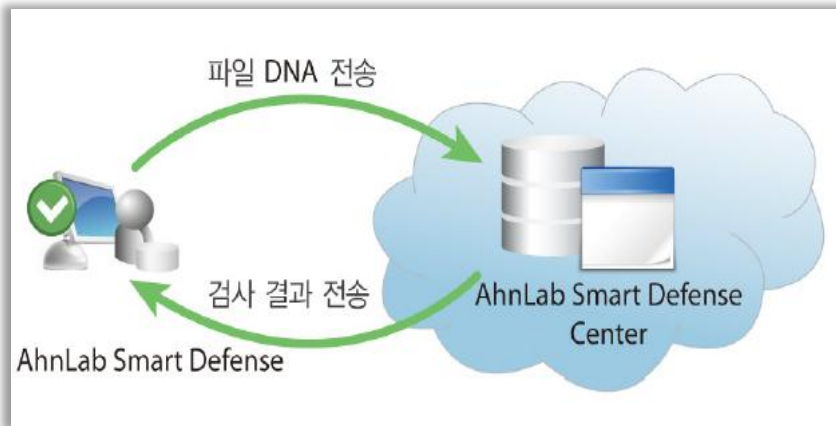 파일 DNA 전송
검사 결과 전송
AhnLab Smart Defense
AhnLab Smart Defense
Center